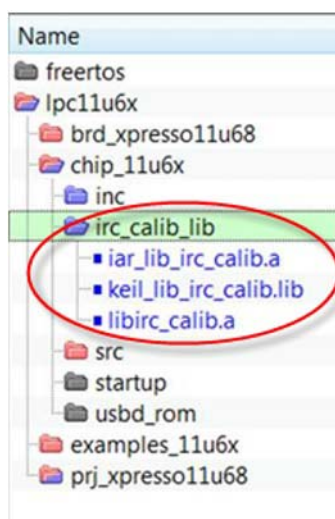 Name
freertos
lpc11u6x
brd_xpresso11u68
chip_11u6x
inc
irc_calib_lib
iar_lib_irc_calib.a
keil_lib_irc_calib.lib
libirc_calib.a
src
startup
usbd_rom
examples_11u6x
prj_xpresso11u68